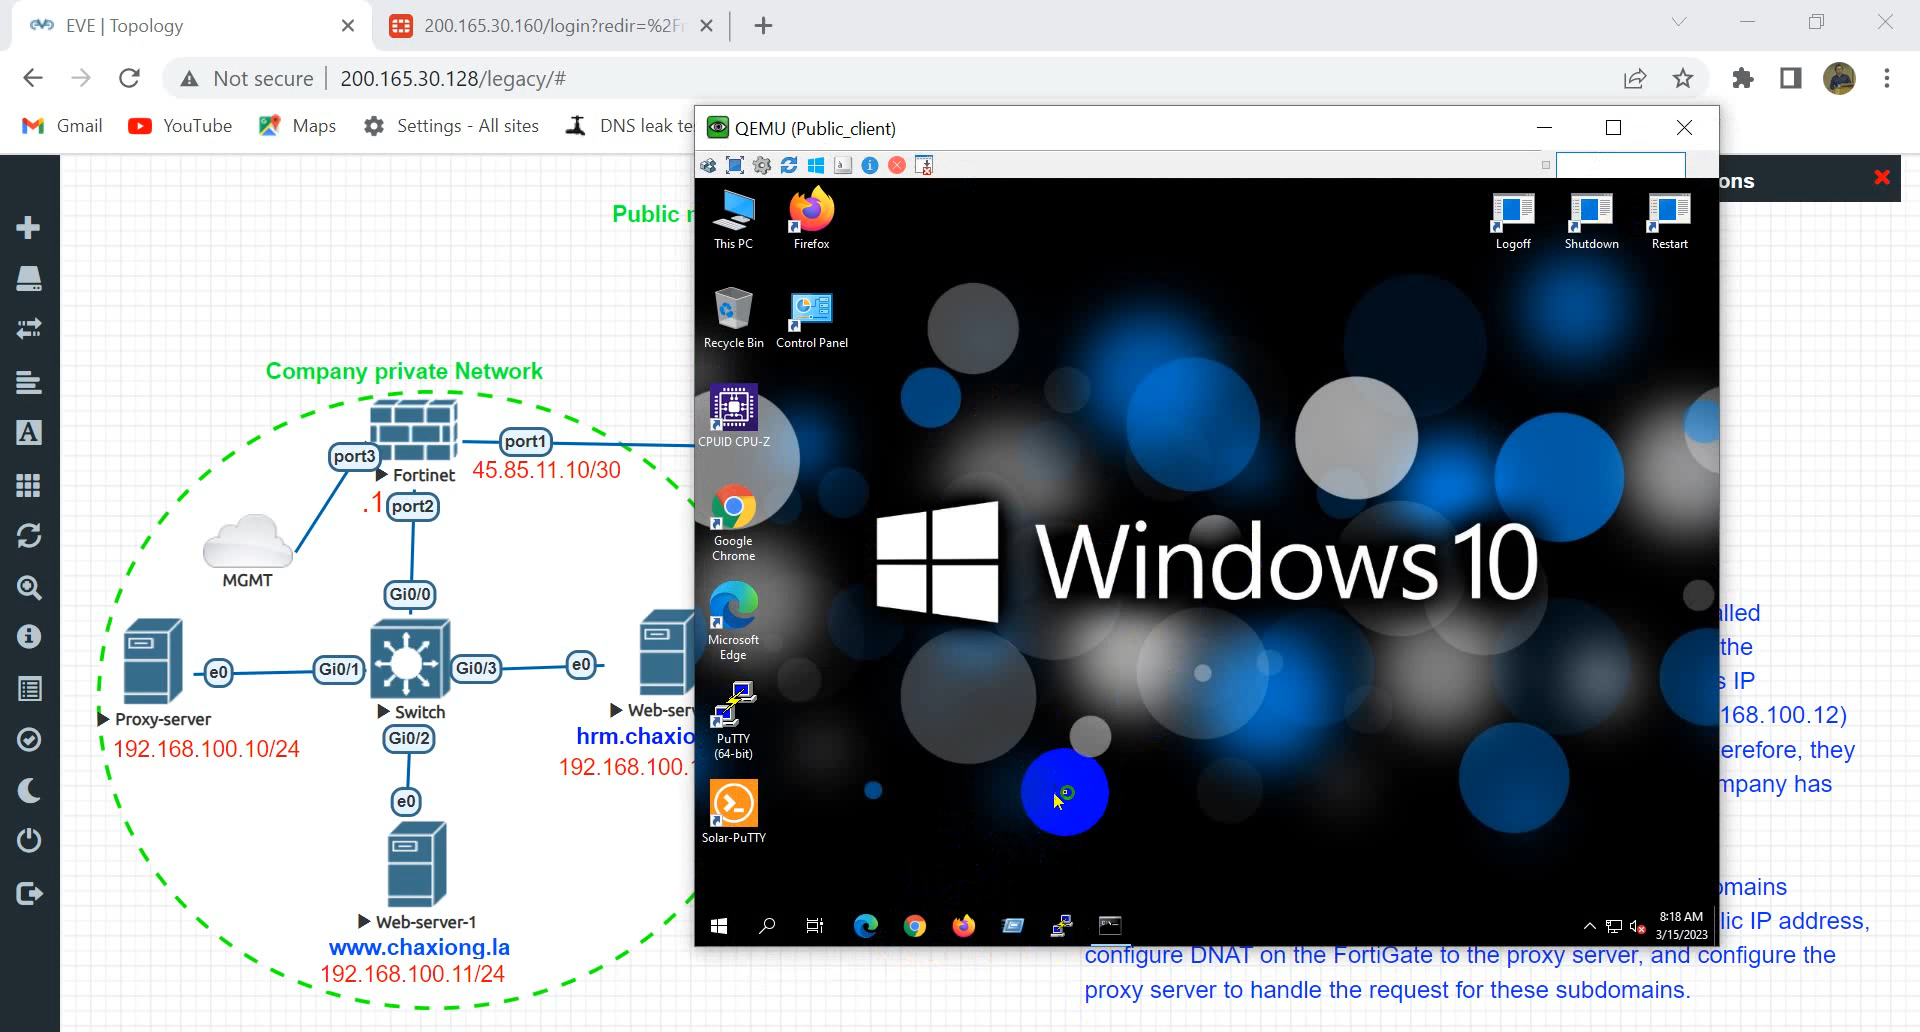 EVE | Topology
200.165.30.160/login?redir=%2Fr
Not secure
200.165.30.128/legacy/#
Gmail
YouTube
Maps
Settings - All sites
DNS leak te
QEMU (Public_client)
ons
Public
This PC
Firefox
Logoff
Shutdown
Restart
Recycle Bin
Control Panel
Company private Network
CPUID CPU-Z
port1
port3
45.85.11.10/30
Fortinet
.1
port2
Google
Chrome
MGMT
Windows 10
Gi0/0
Microsoft
Edge
e0
Gi0/1
Gi0/3
e0
Switch
Proxy-server
192.168.100.10/24
Web-ser
hrm.chaxio
192.168.100.
Gi0/2
PuTTY
(64-bit)
e0
Solar-PuTTY
lled
the
s IP
168.100.12)
erefore, they
mpany has
Web-server-1
www.chaxiong.la
192.168.100.11/24
8:18 AM
3/15/2023
mains
lic IP address,
configure DNAT on the FortiGate to the proxy server, and configure the
proxy server to handle the request for these subdomains.